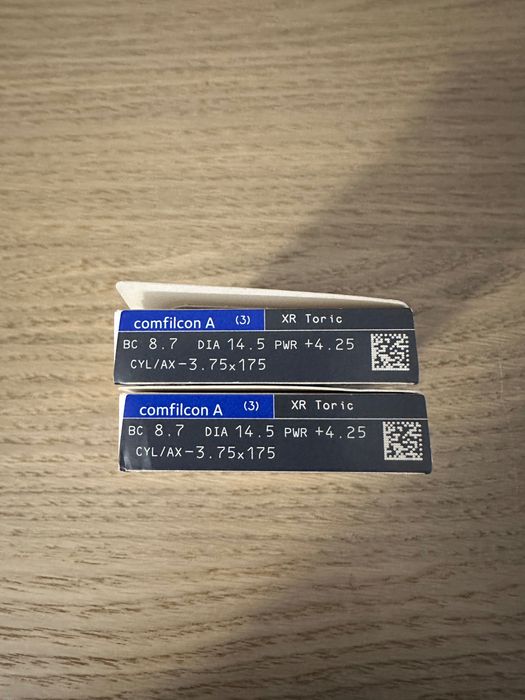 comfilcon A (3) XR Toric
BC 8.7 DIA 14.5 PWR +4.25
CYL/AX-3.75x175
comfilcon A (3) XR Toric
BC 8.7 DIA 14.5 PWR +4.25
CYL/AX-3.75x175